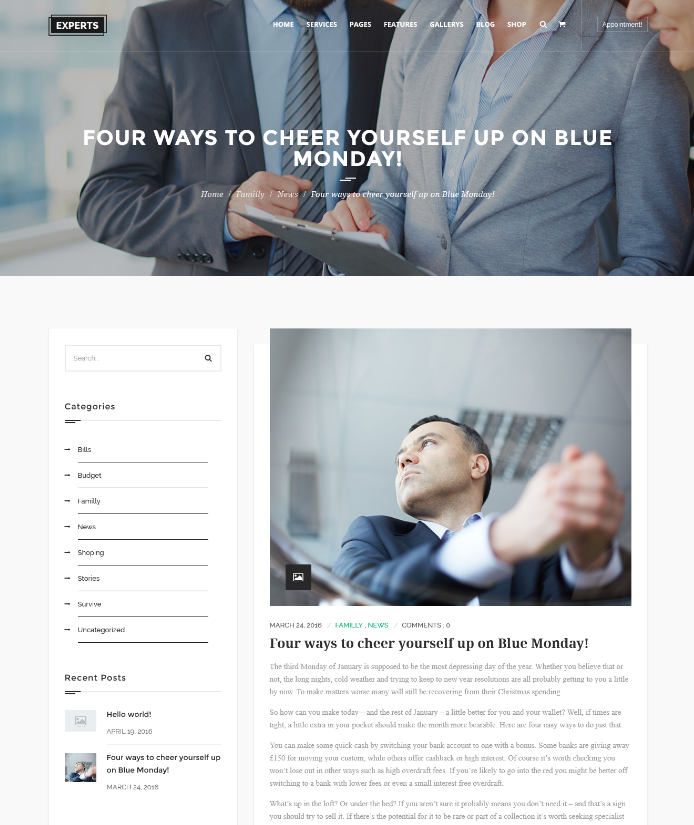 EXPERTS
HOME SERVICES PAGES FEATURES GALLERYS BLOG SHOP Appointment!
FOUR WAYS TO CHEER YOURSELF UP ON BLUE
MONDAY!
Home / Familly / News / Four ways to cheer yourself up on Blue Monday!
Search...
Categories
Bills
Budget
Familly
News
Shoping
Stories
Survive
Uncategorized
Recent Posts
Hello world!
APRIL 19, 2016
Four ways to cheer yourself up
on Blue Monday!
MARCH 24, 2016
MARCH 24, 2016 / FAMILLY , NEWS / COMMENTS : 0
Four ways to cheer yourself up on Blue Monday!
The third Monday of January is supposed to be the most depressing day of the year. Whether you believe that or
not, the long nights, cold weather and trying to keep to new year resolutions are all probably getting to you a little
by now. To make matters worse many will still be recovering from their Christmas spending.
So how can you make today – and the rest of January – a little better for you and your wallet? Well, if times are
tight, a little extra in your pocket should make the month more bearable. Here are four easy ways to do just that.
You can make some quick cash by switching your bank account to one with a bonus. Some banks are giving away
£150 for moving your custom, while others offer cashback or high interest. Of course it's worth checking you
won't lose out in other ways such as high overdraft fees. If you're likely to go into the red you might be better off
switching to a bank with lower fees or even a small interest free overdraft.
What's up in the loft? Or under the bed? If you aren't sure it probably means you don't need it – and that's a sign
you should try to sell it. If there's the potential for it to be rare or part of a collection it's worth seeking specialist